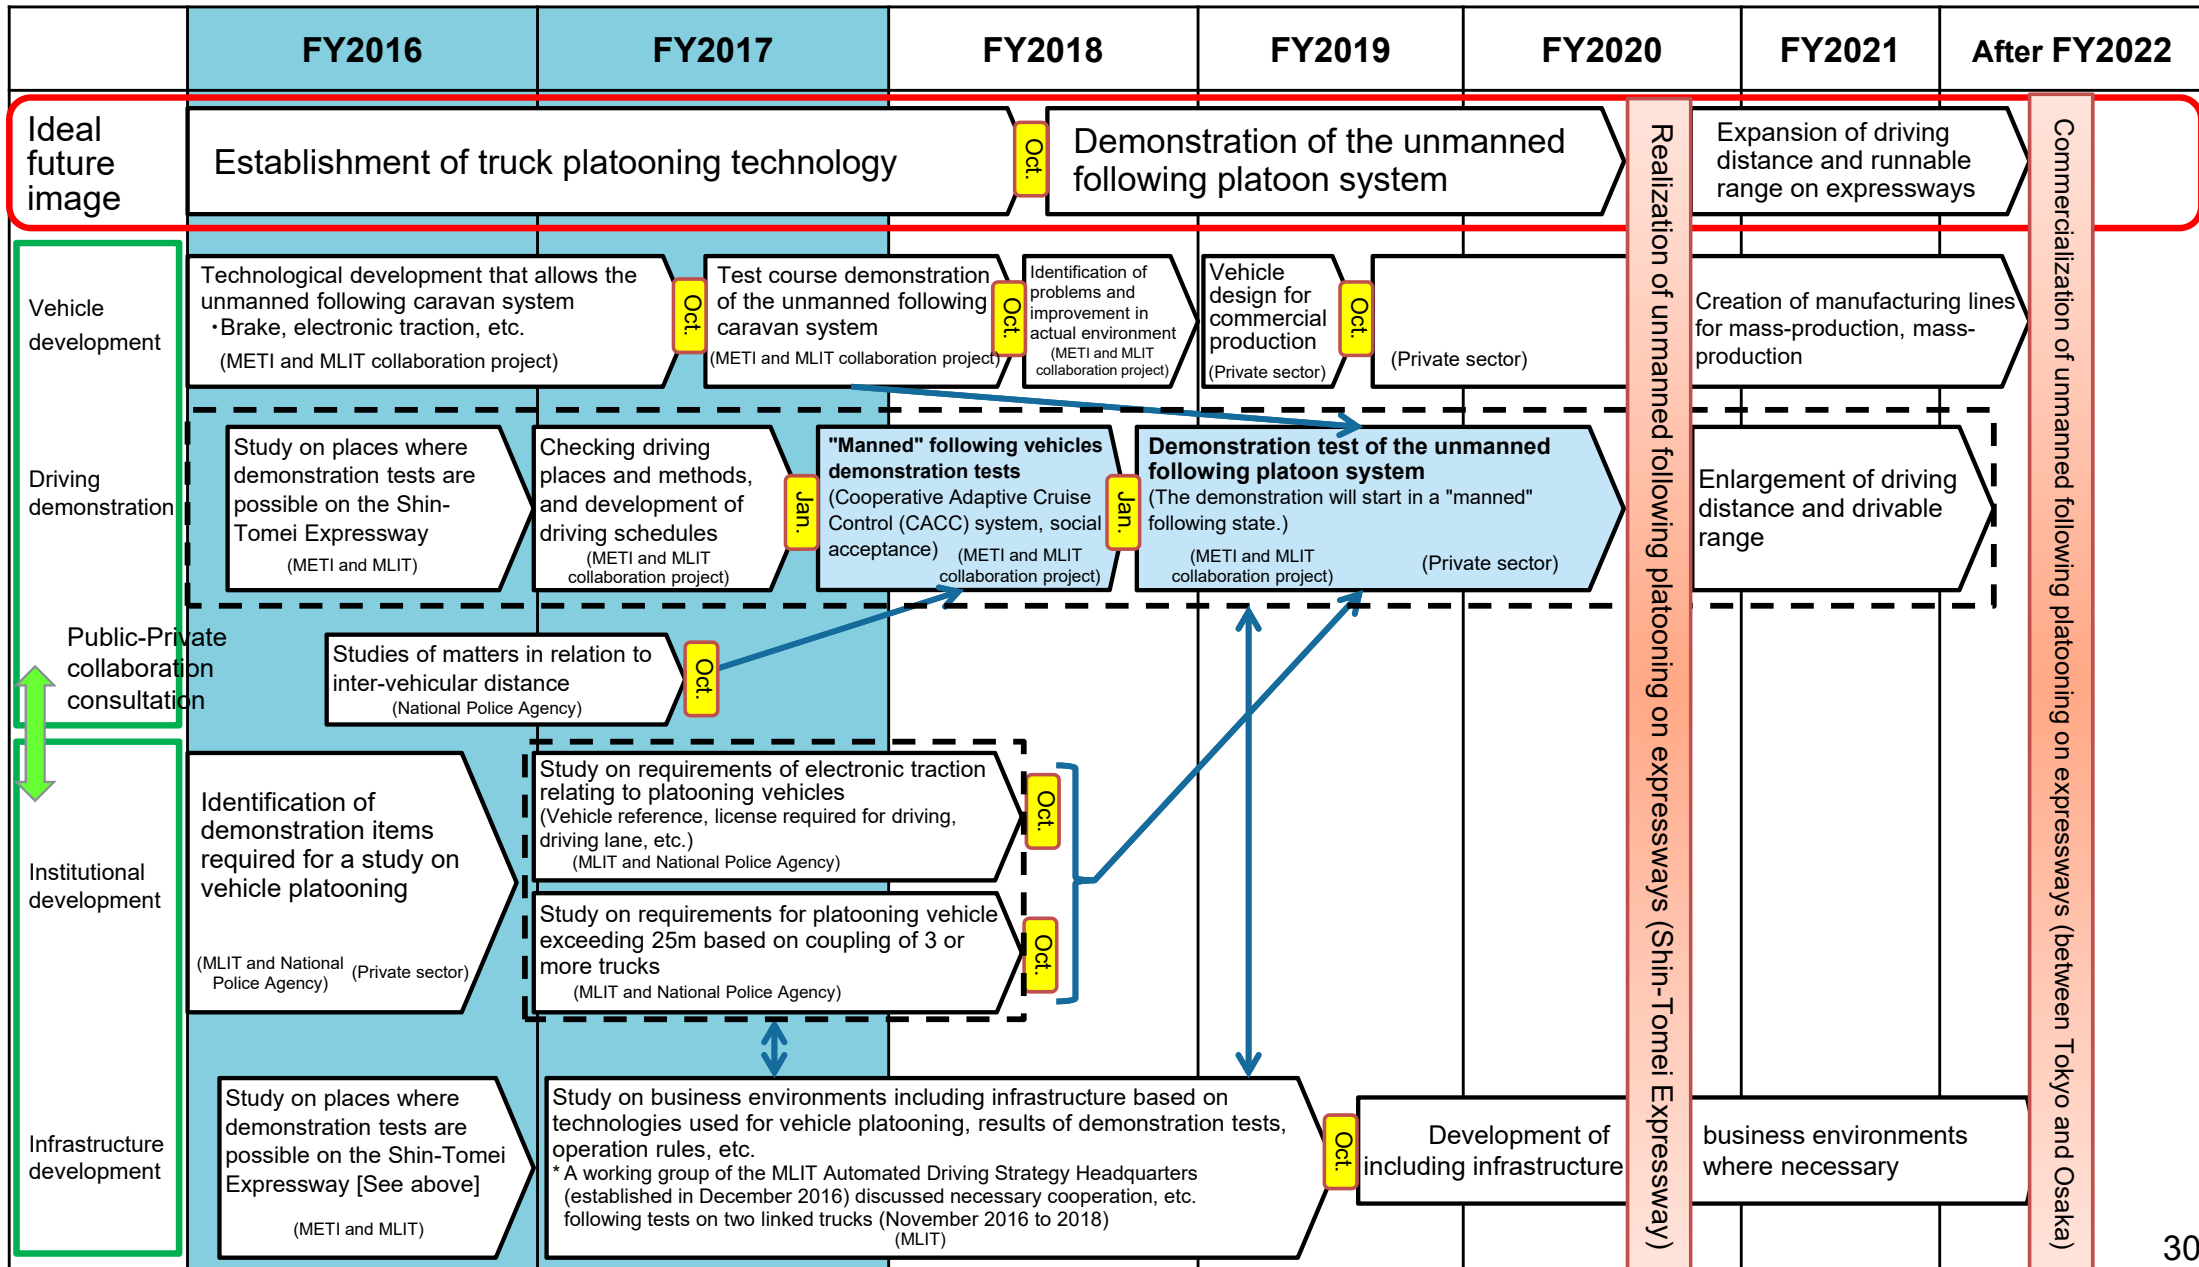 FY2016
FY2017
FY2018
FY2019
FY2020
FY2021
After FY2022
Ideal
future
image
Establishment of truck platooning technology
Oct.
Demonstration of the unmanned
following platoon system
Expansion of driving
distance and runnable
range on expressways
Realization of unmanned following platooning on expressways (Shin-Tomei Expressway)
Commercialization of unmanned following platooning on expressways (between Tokyo and Osaka)
Vehicle
development
Technological development that allows the
unmanned following caravan system
・Brake, electronic traction, etc.
(METI and MLIT collaboration project)
Oct.
Test course demonstration
of the unmanned following
caravan system
(METI and MLIT collaboration project)
Oct.
Identification of
problems and
improvement in
actual environment
(METI and MLIT
collaboration project)
Vehicle
design for
commercial
production
(Private sector)
Oct.
(Private sector)
Creation of manufacturing lines
for mass-production, mass-
production
Driving
demonstration
Study on places where
demonstration tests are
possible on the Shin-
Tomei Expressway
(METI and MLIT)
Checking driving
places and methods,
and development of
driving schedules
(METI and MLIT
collaboration project)
Jan.
"Manned" following vehicles
demonstration tests
(Cooperative Adaptive Cruise
Control (CACC) system, social
acceptance)
(METI and MLIT
collaboration project)
Jan.
Demonstration test of the unmanned
following platoon system
(The demonstration will start in a "manned"
following state.)
(METI and MLIT
collaboration project)
(Private sector)
Enlargement of driving
distance and drivable
range
Public-Private
collaboration
consultation
Studies of matters in relation to
inter-vehicular distance
(National Police Agency)
Oct.
Institutional
development
Identification of
demonstration items
required for a study on
vehicle platooning
(MLIT and National
Police Agency)
(Private sector)
Study on requirements of electronic traction
relating to platooning vehicles
(Vehicle reference, license required for driving,
driving lane, etc.)
(MLIT and National Police Agency)
Oct.
Study on requirements for platooning vehicle
exceeding 25m based on coupling of 3 or
more trucks
(MLIT and National Police Agency)
Oct.
Infrastructure
development
Study on places where
demonstration tests are
possible on the Shin-Tomei
Expressway [See above]
(METI and MLIT)
Study on business environments including infrastructure based on
technologies used for vehicle platooning, results of demonstration tests,
operation rules, etc.
* A working group of the MLIT Automated Driving Strategy Headquarters
(established in December 2016) discussed necessary cooperation, etc.
following tests on two linked trucks (November 2016 to 2018)
(MLIT)
Oct.
Development of
including infrastructure
business environments
where necessary
30